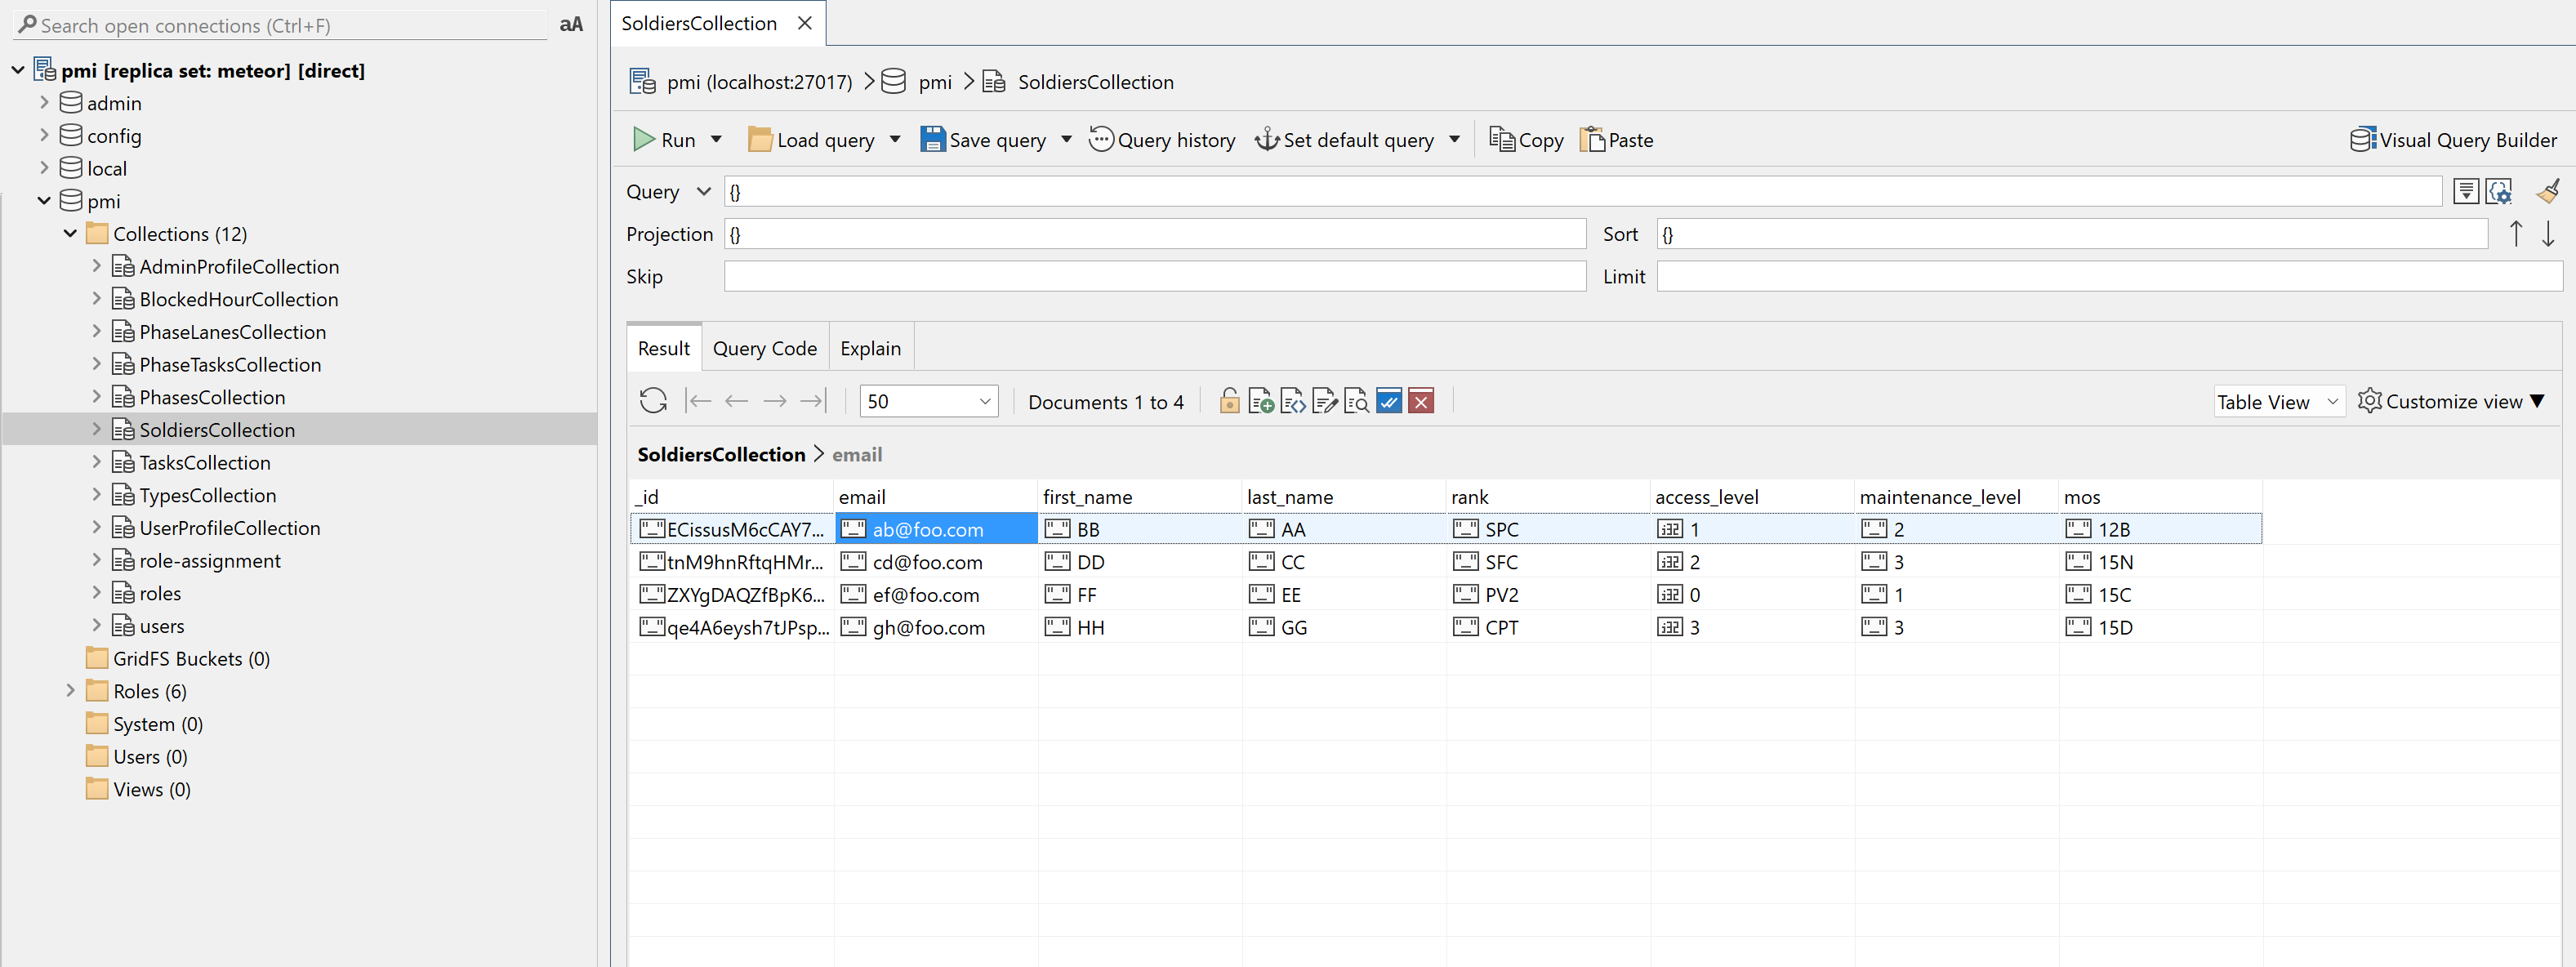 Search open connections (Ctrl+F) aA
pmi [replica set: meteor] [direct]
admin
config
local
pmi
Collections (12)
AdminProfileCollection
BlockedHourCollection
PhaseLanesCollection
PhaseTasksCollection
PhasesCollection
SoldiersCollection
TasksCollection
TypesCollection
UserProfileCollection
role-assignment
roles
users
GridFS Buckets (0)
Roles (6)
System (0)
Users (0)
Views (0)
SoldiersCollection
pmi (localhost:27017) pmi SoldiersCollection
Run Load query Save query Query history Set default query Copy Paste Visual Query Builder
Query {}
Projection {} Sort {}
Skip Limit
Result Query Code Explain
50 Documents 1 to 4 Table View Customize view
SoldiersCollection > email
_id email first_name last_name rank access_level maintenance_level mos
"_" ECissusM6cCAY7... "_" ab@foo.com "_" BB "_" AA "_" SPC i32 1 "_" 2 "_" 12B
"_" tnM9hnRftqHMr... "_" cd@foo.com "_" DD "_" CC "_" SFC i32 2 "_" 3 "_" 15N
"_" ZXYgDAQZfBpK6... "_" ef@foo.com "_" FF "_" EE "_" PV2 i32 0 "_" 1 "_" 15C
"_" qe4A6eysh7tJPsp... "_" gh@foo.com "_" HH "_" GG "_" CPT i32 3 "_" 3 "_" 15D